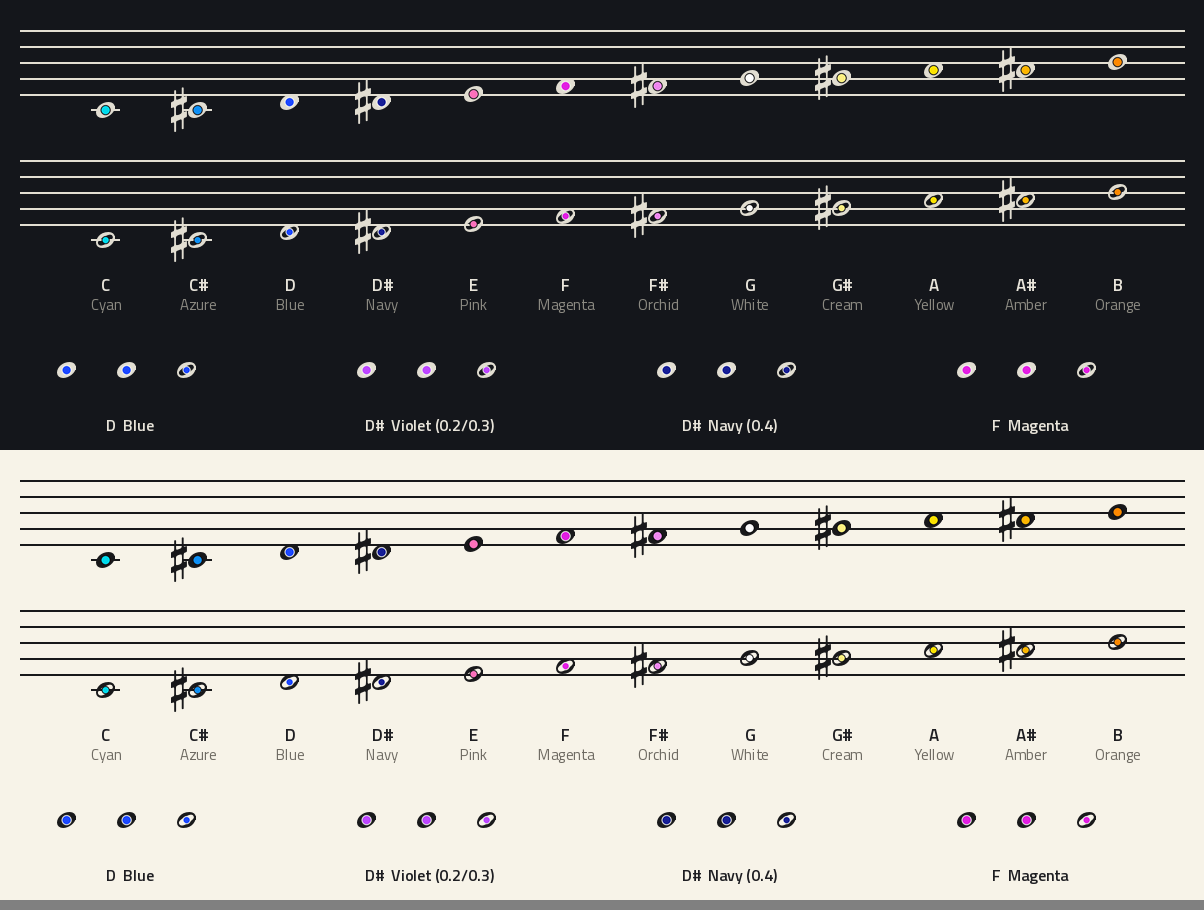 C C# D D# E F F# G G# A A# B
Cyan Azure Blue Navy Pink Magenta Orchid White Cream Yellow Amber Orange
D Blue D# Violet (0.2/0.3) D# Navy (0.4) F Magenta
C C# D D# E F F# G G# A A# B
Cyan Azure Blue Navy Pink Magenta Orchid White Cream Yellow Amber Orange
D Blue D# Violet (0.2/0.3) D# Navy (0.4) F Magenta